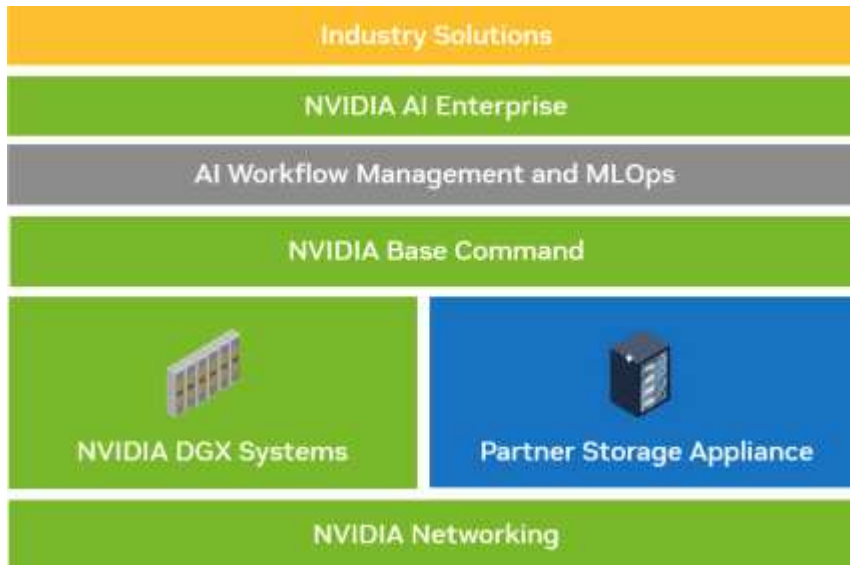 Industry Solutions
NVIDIA AI Enterprise
AI Workflow Management and MLOps
NVIDIA Base Command
NVIDIA DGX Systems
Partner Storage Appliance
NVIDIA Networking